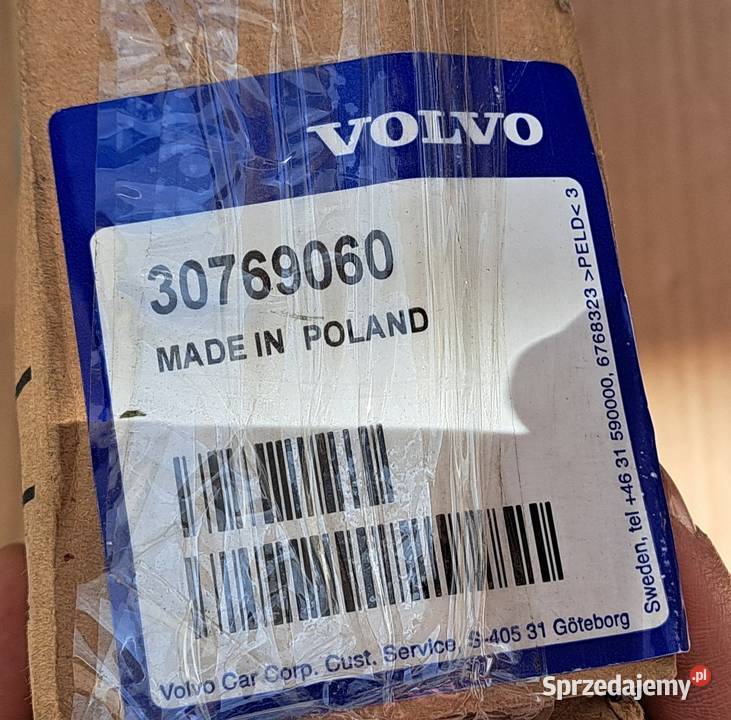 VOLVO
30769060
MADE IN POLAND
Volvo Car Corp. Cust. Service, S-405 31 Göteborg
Sweden, tel +46 31 590000, 6768323 >PELD< 3
Sprzedajemy.pl